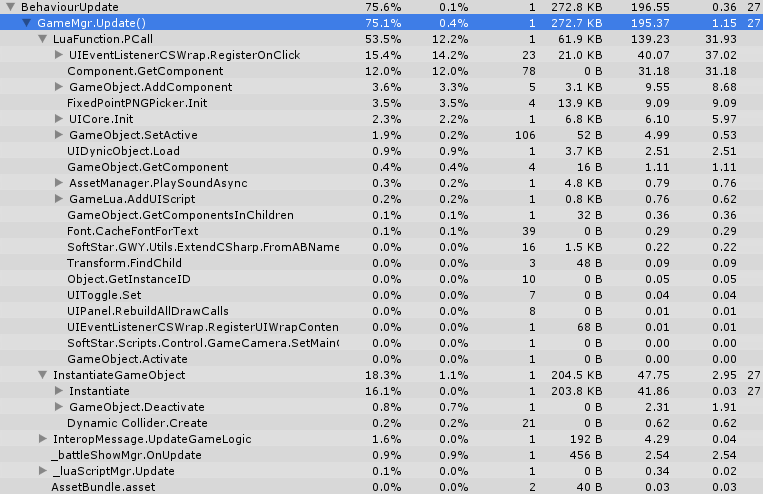 BehaviourUpdate 75.6% 0.1% 1 272.8 KB 196.55 0.36 27
GameMgr.Update() 75.1% 0.4% 1 272.7 KB 195.37 1.15 27
LuaFunction.PCall 53.5% 12.2% 1 61.9 KB 139.23 31.93
UIEventListenerCSWrap.RegisterOnClick 15.4% 14.2% 23 21.0 KB 40.07 37.02
Component.GetComponent 12.0% 12.0% 78 0 B 31.18 31.18
GameObject.AddComponent 3.6% 3.3% 5 3.1 KB 9.55 8.68
FixedPointPNGPicker.Init 3.5% 3.5% 4 13.9 KB 9.09 9.09
UICore.Init 2.3% 2.2% 1 6.8 KB 6.10 5.97
GameObject.SetActive 1.9% 0.2% 106 52 B 4.99 0.53
UIDynicObject.Load 0.9% 0.9% 1 3.7 KB 2.51 2.51
GameObject.GetComponent 0.4% 0.4% 4 16 B 1.11 1.11
AssetManager.PlaySoundAsync 0.3% 0.2% 1 4.8 KB 0.79 0.76
GameLua.AddUIScript 0.2% 0.2% 1 0.8 KB 0.76 0.62
GameObject.GetComponentsInChildren 0.1% 0.1% 1 32 B 0.36 0.36
Font.CacheFontForText 0.1% 0.1% 39 0 B 0.29 0.29
SoftStar.GWY.Utils.ExtendCSharp.FromABName 0.0% 0.0% 16 1.5 KB 0.22 0.22
Transform.FindChild 0.0% 0.0% 3 48 B 0.09 0.09
Object.GetInstanceID 0.0% 0.0% 10 0 B 0.05 0.05
UIToggle.Set 0.0% 0.0% 7 0 B 0.04 0.04
UIPanel.RebuildAllDrawCalls 0.0% 0.0% 8 0 B 0.01 0.01
UIEventListenerCSWrap.RegisterUIWrapConten 0.0% 0.0% 1 68 B 0.01 0.01
SoftStar.Scripts.Control.GameCamera.SetMain( 0.0% 0.0% 1 0 B 0.00 0.00
GameObject.Activate 0.0% 0.0% 1 0 B 0.00 0.00
InstantiateGameObject 18.3% 1.1% 1 204.5 KB 47.75 2.95 27
Instantiate 16.1% 0.0% 1 203.8 KB 41.86 0.03 27
GameObject.Deactivate 0.8% 0.7% 1 0 B 2.31 1.91
Dynamic Collider.Create 0.2% 0.2% 21 0 B 0.62 0.62
InteropMessage.UpdateGameLogic 1.6% 0.0% 1 192 B 4.29 0.04
_battleShowMgr.OnUpdate 0.9% 0.9% 1 456 B 2.54 2.54
_luaScriptMgr.Update 0.1% 0.0% 1 0 B 0.34 0.02
AssetBundle.asset 0.0% 0.0% 2 40 B 0.03 0.03